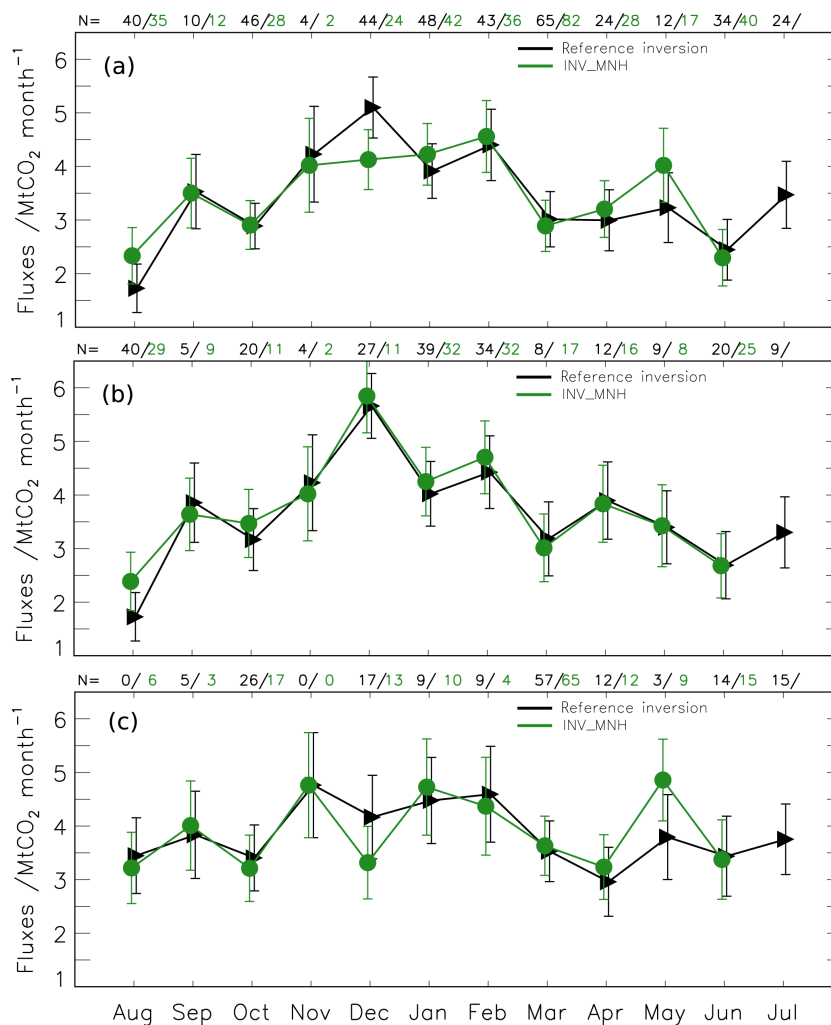 N= 40/35 10/12 46/28 4/ 2 44/24 48/42 43/36 65/82 24/28 12/17 34/40 24/
(a)
Reference inversion
INV_MNH
6
5
4
3
2
1
Fluxes /MtCO₂ month⁻¹
N= 40/29 5/ 9 20/11 4/ 2 27/11 39/32 34/32 8/ 17 12/16 9/ 8 20/25 9/
(b)
Reference inversion
INV_MNH
6
5
4
3
2
1
Fluxes /MtCO₂ month⁻¹
N= 0/ 6 5/ 3 26/17 0/ 0 17/13 9/ 10 9/ 4 57/65 12/12 3/ 9 14/15 15/
(c)
Reference inversion
INV_MNH
6
5
4
3
2
1
Fluxes /MtCO₂ month⁻¹
Aug Sep Oct Nov Dec Jan Feb Mar Apr May Jun Jul